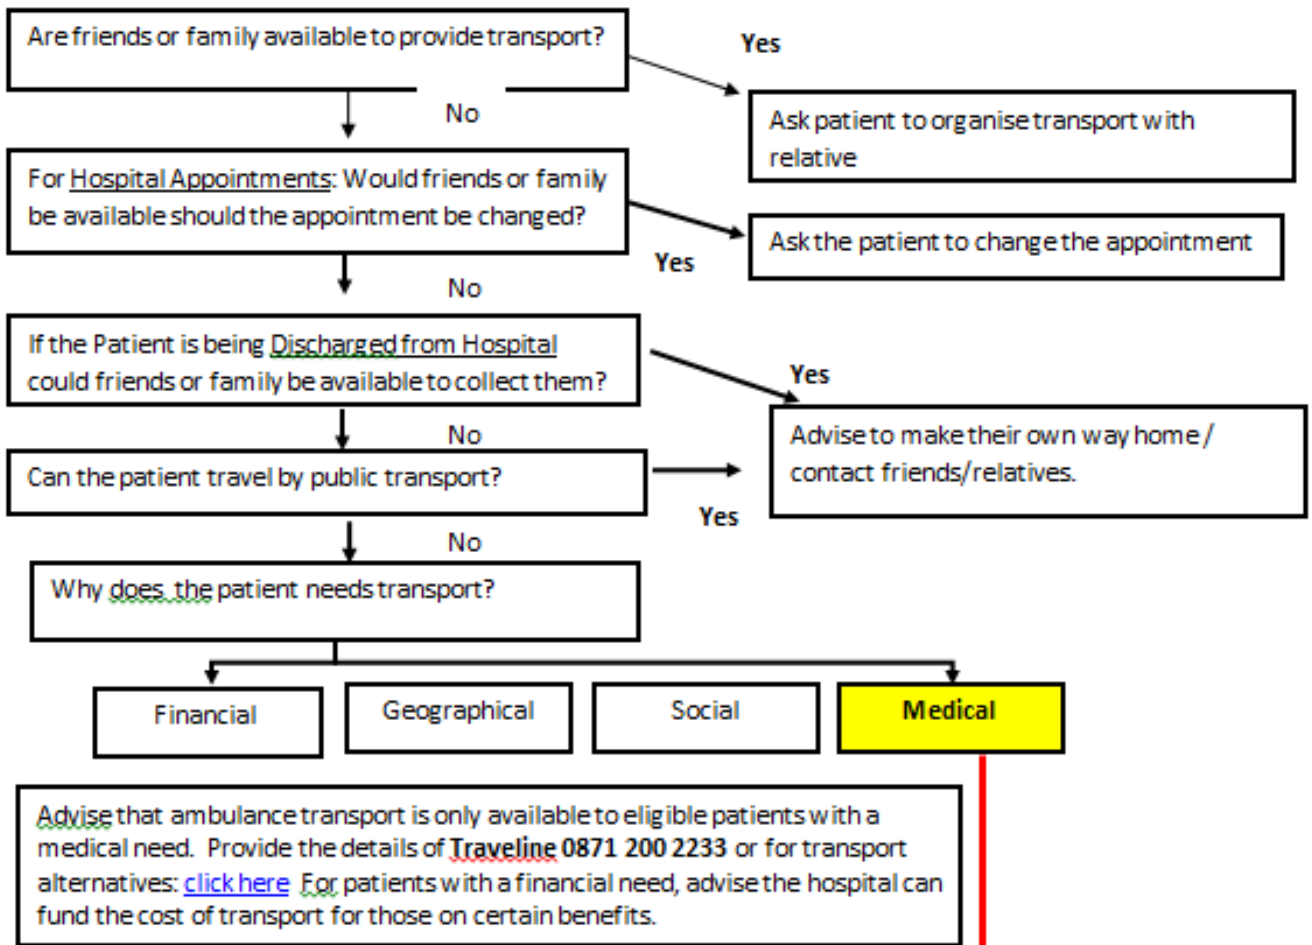 Are friends or family available to provide transport?
Yes
No
Ask patient to organise transport with
relative
For Hospital Appointments: Would friends or family
be available should the appointment be changed?
Ask the patient to change the appointment
Yes
No
If the Patient is being Discharged from Hospital
could friends or family be available to collect them?
Yes
No
Advise to make their own way home /
contact friends/relatives.
Can the patient travel by public transport?
Yes
No
Why does  the patient needs transport?
Financial
Geographical
Social
Medical
Advise that ambulance transport is only available to eligible patients with a
medical need.  Provide the details of Traveline 0871 200 2233 or for transport
alternatives: click here  For patients with a financial need, advise the hospital can
fund the cost of transport for those on certain benefits.